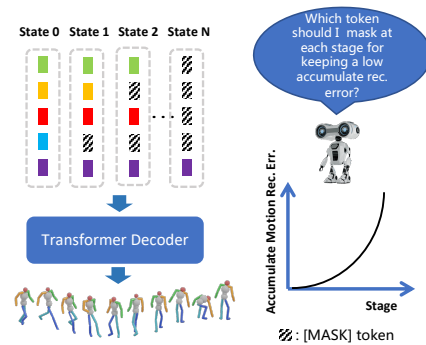 State 0 State 1 State 2 State N
Which token
should I mask at
each stage for
keeping a low
accumulate rec.
error?
...
Transformer Decoder
Accumulate Motion Rec. Err.
Stage
: [MASK] token